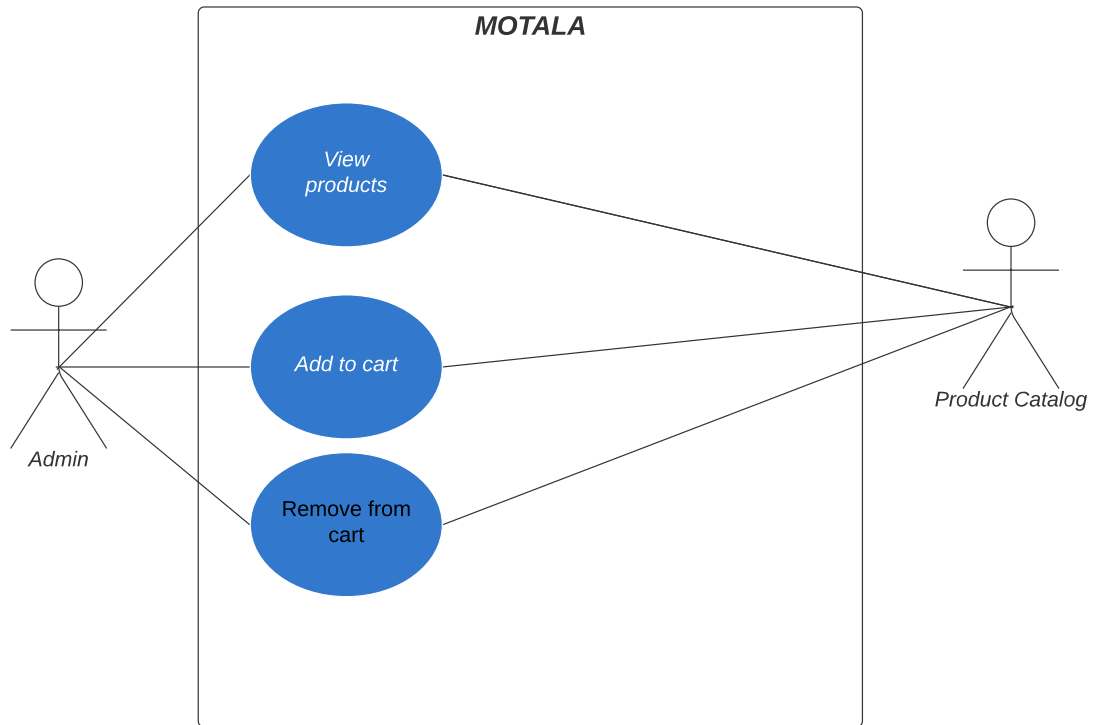 MOTALA
View
products
Add to cart
Product Catalog
Admin
Remove from
cart